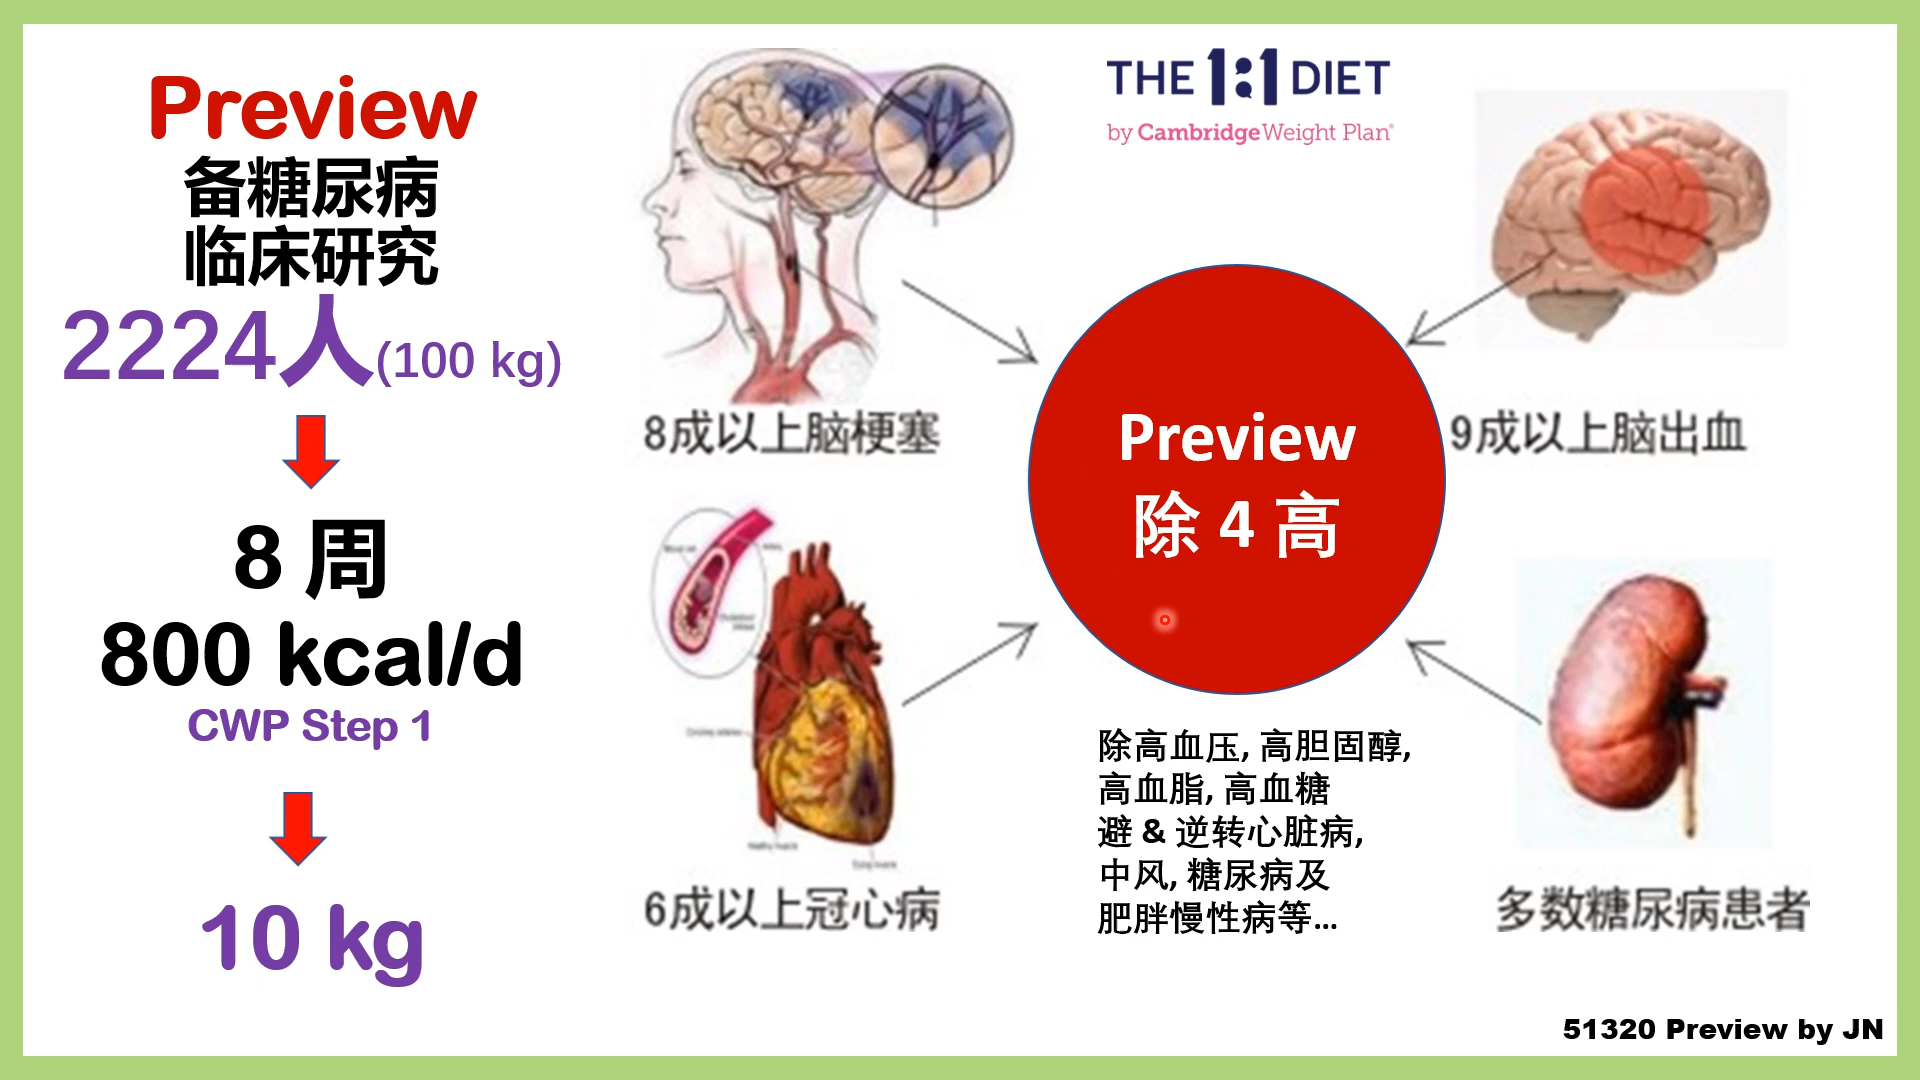 Preview
备糖尿病
临床研究
2224人(100 kg)
8 周
800 kcal/d
CWP Step 1
10 kg
THE 1:1 DIET
by Cambridge Weight Plan
8成以上脑梗塞
9成以上脑出血
Preview
除 4 高
6成以上冠心病
多数糖尿病患者
除高血压, 高胆固醇,
高血脂, 高血糖
避 & 逆转心脏病,
中风, 糖尿病及
肥胖慢性病等...
51320 Preview by JN